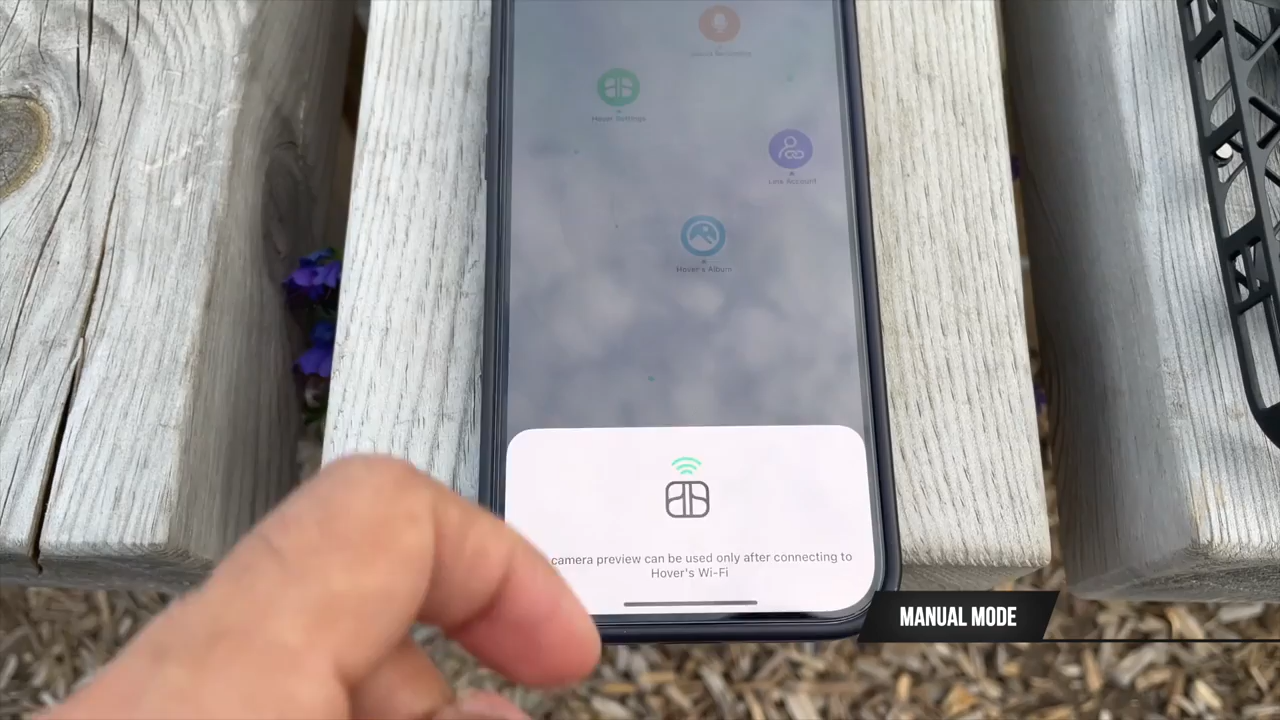 Hover Settings
Link Account
Hover's Album
camera preview can be used only after connecting to
Hover's Wi-Fi
MANUAL MODE